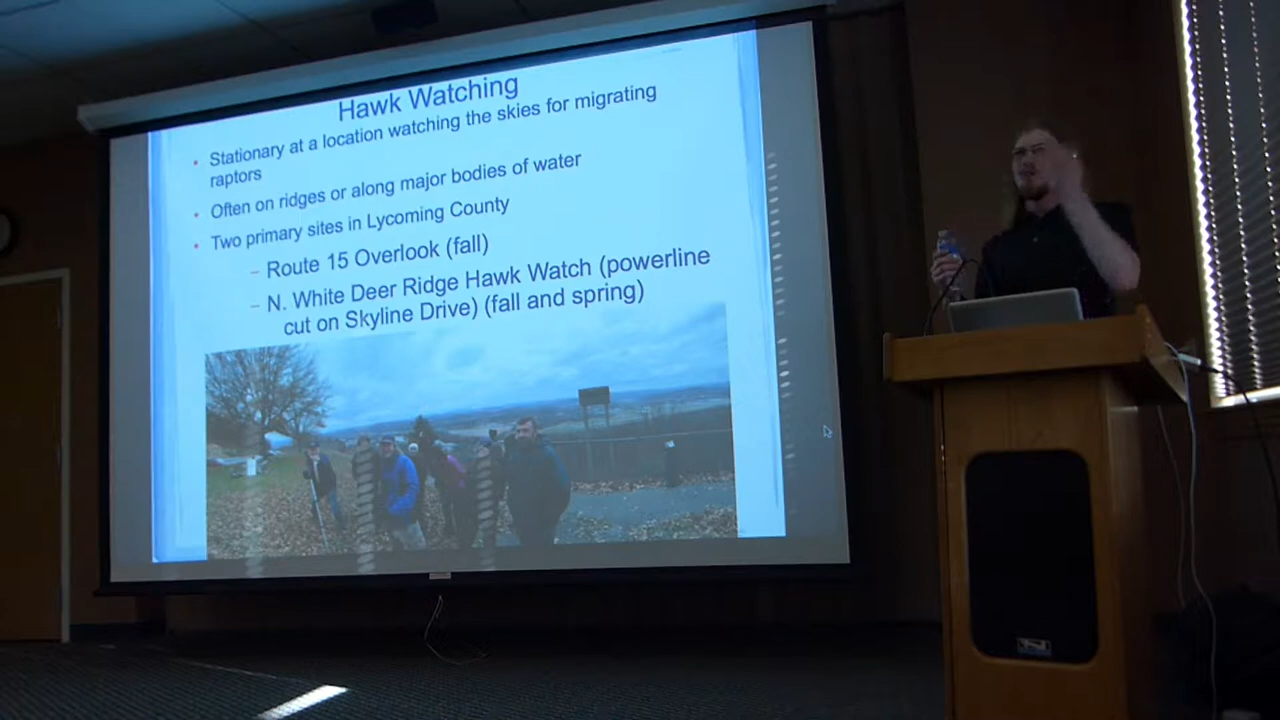 Hawk Watching
• Stationary at a location watching the skies for migrating
raptors
• Often on ridges or along major bodies of water
• Two primary sites in Lycoming County
– Route 15 Overlook (fall)
– N. White Deer Ridge Hawk Watch (powerline
cut on Skyline Drive) (fall and spring)